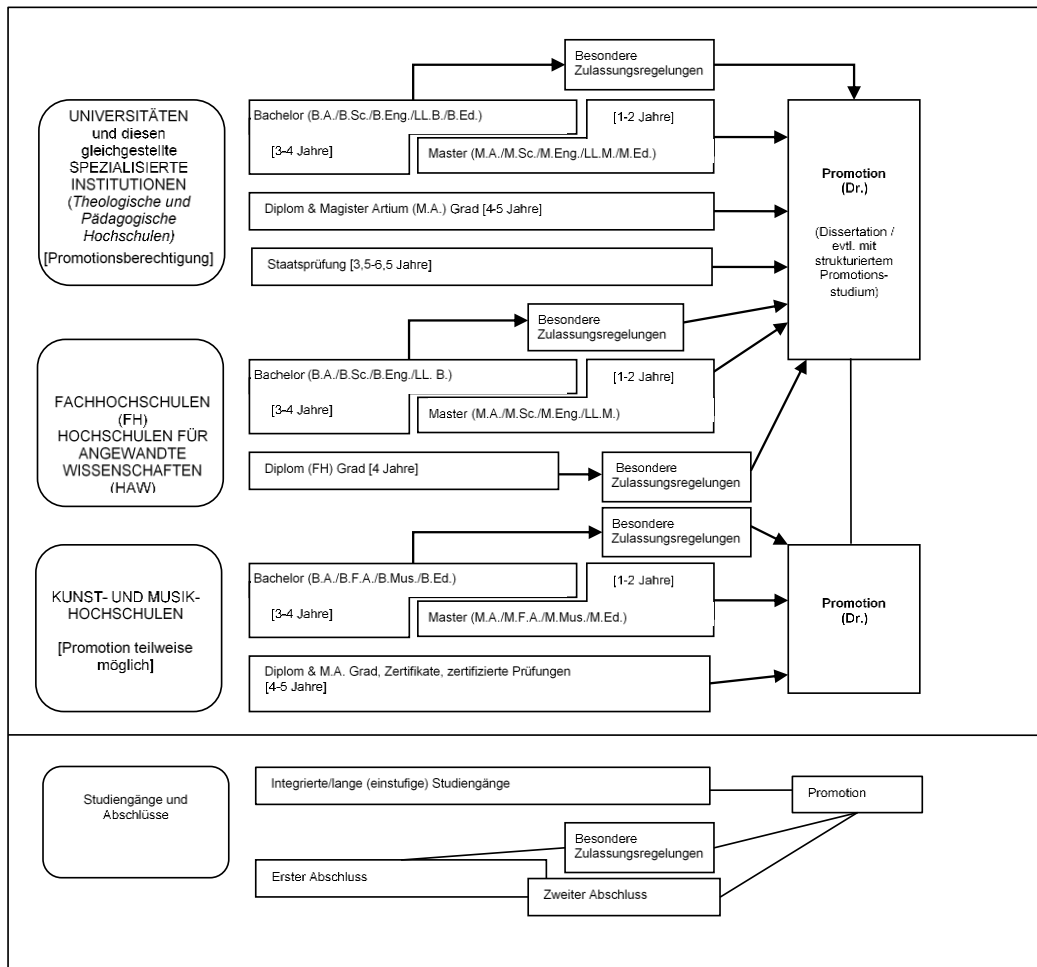 Besondere
Zulassungsregelungen
UNIVERSITÄTEN
und diesen
gleichgestellte
SPEZIALISIERTE
INSTITUTIONEN
(Theologische und
Pädagogische
Hochschulen)
[Promotionsberechtigung]
Bachelor (B.A./B.Sc./B.Eng./LL.B./B.Ed.)
[3-4 Jahre]
[1-2 Jahre]
Master (M.A./M.Sc./M.Eng./LL.M./M.Ed.)
Diplom & Magister Artium (M.A.) Grad [4-5 Jahre]
Staatsprüfung [3,5-6,5 Jahre]
Promotion
(Dr.)
(Dissertation /
evtl. mit
strukturiertem
Promotions-
studium)
Besondere
Zulassungsregelungen
FACHHOCHSCHULEN
(FH)
HOCHSCHULEN FÜR
ANGEWANDTE
WISSENSCHAFTEN
(HAW)
Bachelor (B.A./B.Sc./B.Eng./LL. B.)
[3-4 Jahre]
[1-2 Jahre]
Master (M.A./M.Sc./M.Eng./LL.M.)
Diplom (FH) Grad [4 Jahre]
Besondere
Zulassungsregelungen
Besondere
Zulassungsregelungen
KUNST- UND MUSIK-
HOCHSCHULEN
[Promotion teilweise
möglich]
Bachelor (B.A./B.F.A./B.Mus./B.Ed.)
[3-4 Jahre]
[1-2 Jahre]
Master (M.A./M.F.A./M.Mus./M.Ed.)
Diplom & M.A. Grad, Zertifikate, zertifizierte Prüfungen
[4-5 Jahre]
Promotion
(Dr.)
Studiengänge und
Abschlüsse
Integrierte/lange (einstufige) Studiengänge
Promotion
Besondere
Zulassungsregelungen
Erster Abschluss
Zweiter Abschluss